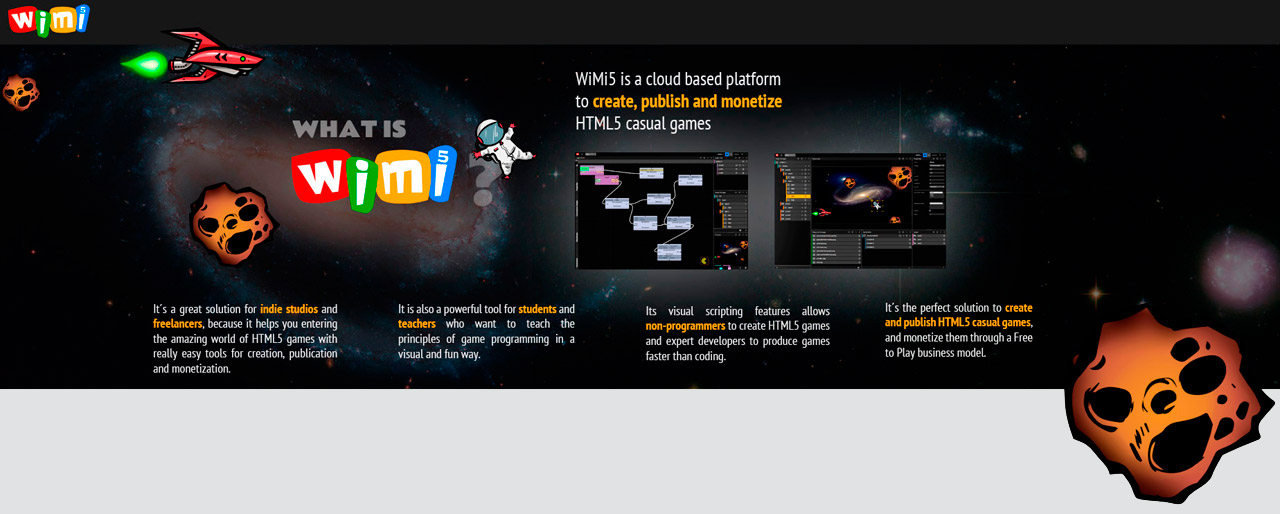 wimi5
WHAT IS
wimi5
?
WiMi5 is a cloud based platform
to create, publish and monetize
HTML5 casual games
It´s a great solution for indie studios and
freelancers, because it helps you entering
the amazing world of HTML5 games with
really easy tools for creation, publication
and monetization.
It is also a powerful tool for students and
teachers who want to teach the
principles of game programming in a
visual and fun way.
Its visual scripting features allows
non-programmers to create HTML5 games
and expert developers to produce games
faster than coding.
It´s the perfect solution to create
and publish HTML5 casual games,
and monetize them through a Free
to Play business model.